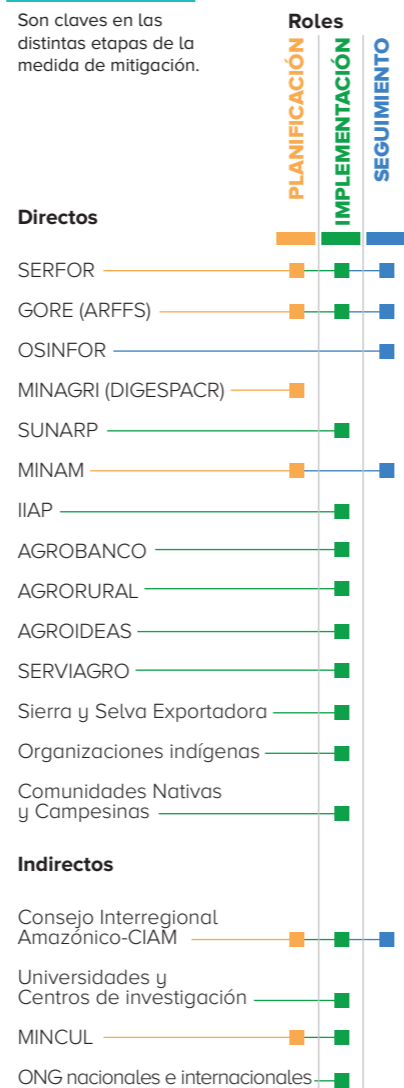 Son claves en las
distintas etapas de la
medida de mitigación.
Roles
PLANIFICACIÓN
IMPLEMENTACIÓN
SEGUIMIENTO
Directos
SERFOR
GORE (ARFFS)
OSINFOR
MINAGRI (DIGESPACR)
SUNARP
MINAM
IIAP
AGROBANCO
AGRORURAL
AGROIDEAS
SERVIAGRO
Sierra y Selva Exportadora
Organizaciones indígenas
Comunidades Nativas
y Campesinas
Indirectos
Consejo Interregional
Amazónico-CIAM
Universidades y
Centros de investigación
MINCUL
ONG nacionales e internacionales